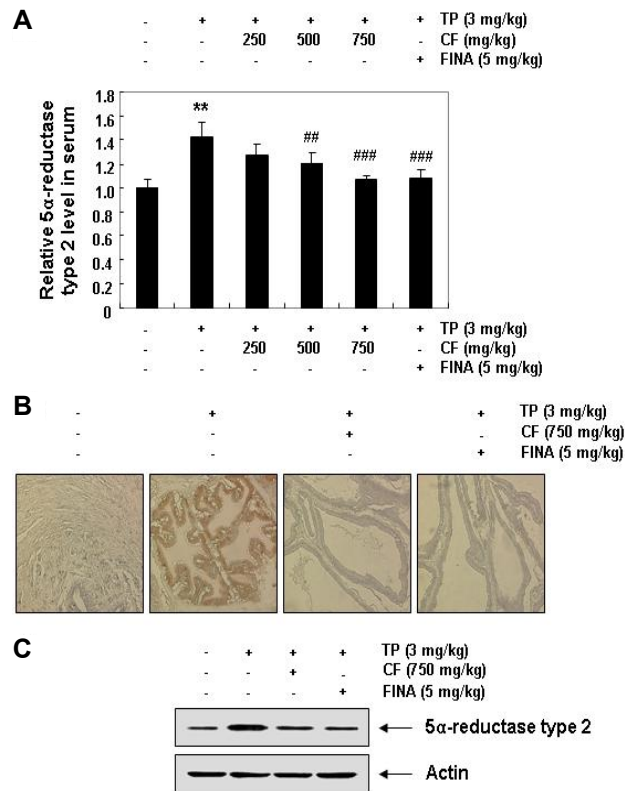 A
- + + + + + TP (3 mg/kg)
- - 250 500 750 - CF (mg/kg)
- - - - - + FINA (5 mg/kg)
Relative 5α-reductase
type 2 level in serum
1.8
1.6
1.4
1.2
1.0
0.8
0.6
0.4
0.2
0
**
##
###
###
- + + + + + TP (3 mg/kg)
- - 250 500 750 - CF (mg/kg)
- - - - - + FINA (5 mg/kg)
B
- + + + TP (3 mg/kg)
- - + - CF (750 mg/kg)
- - - + FINA (5 mg/kg)
C
- + + + TP (3 mg/kg)
- - + - CF (750 mg/kg)
- - - + FINA (5 mg/kg)
5α-reductase type 2
Actin